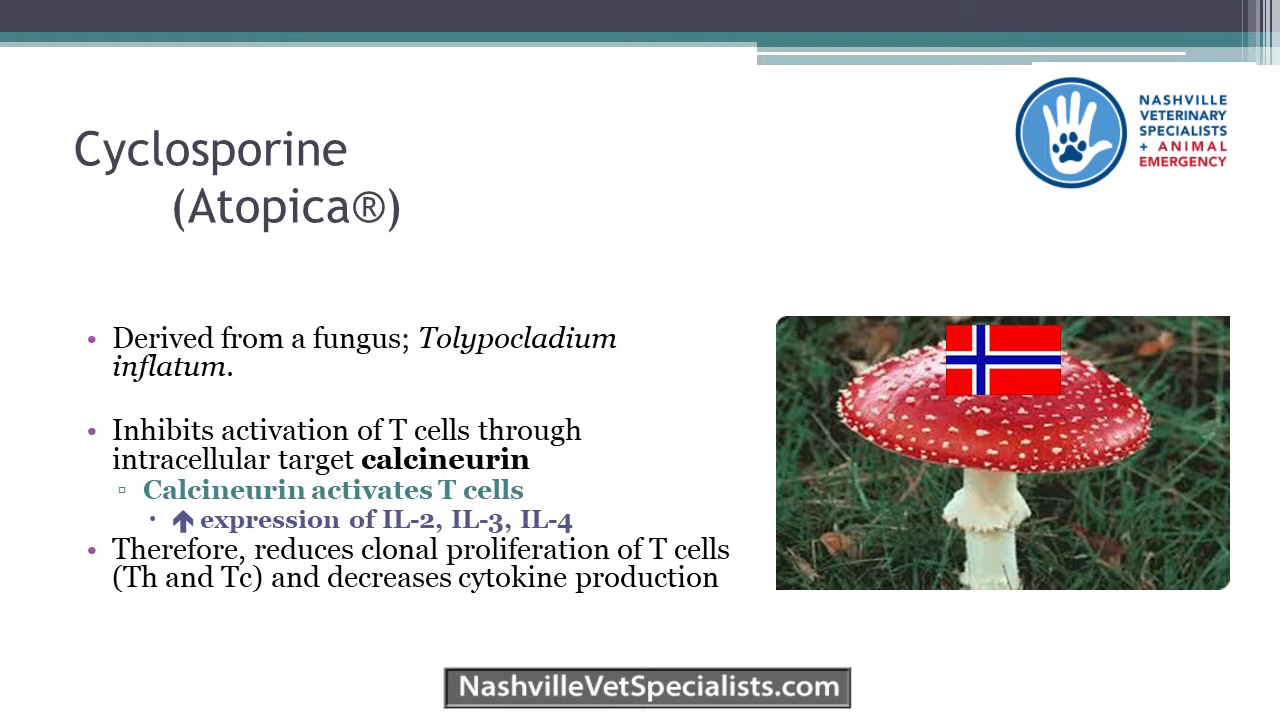 NASHVILLE
VETERINARY
SPECIALISTS
+ ANIMAL
EMERGENCY
Cyclosporine
(Atopica®)
• Derived from a fungus; Tolypocladium
inflatum.
• Inhibits activation of T cells through
intracellular target calcineurin
▫ Calcineurin activates T cells
· 🡅 expression of IL-2, IL-3, IL-4
• Therefore, reduces clonal proliferation of T cells
(Th and Tc) and decreases cytokine production
NashvilleVetSpecialists.com